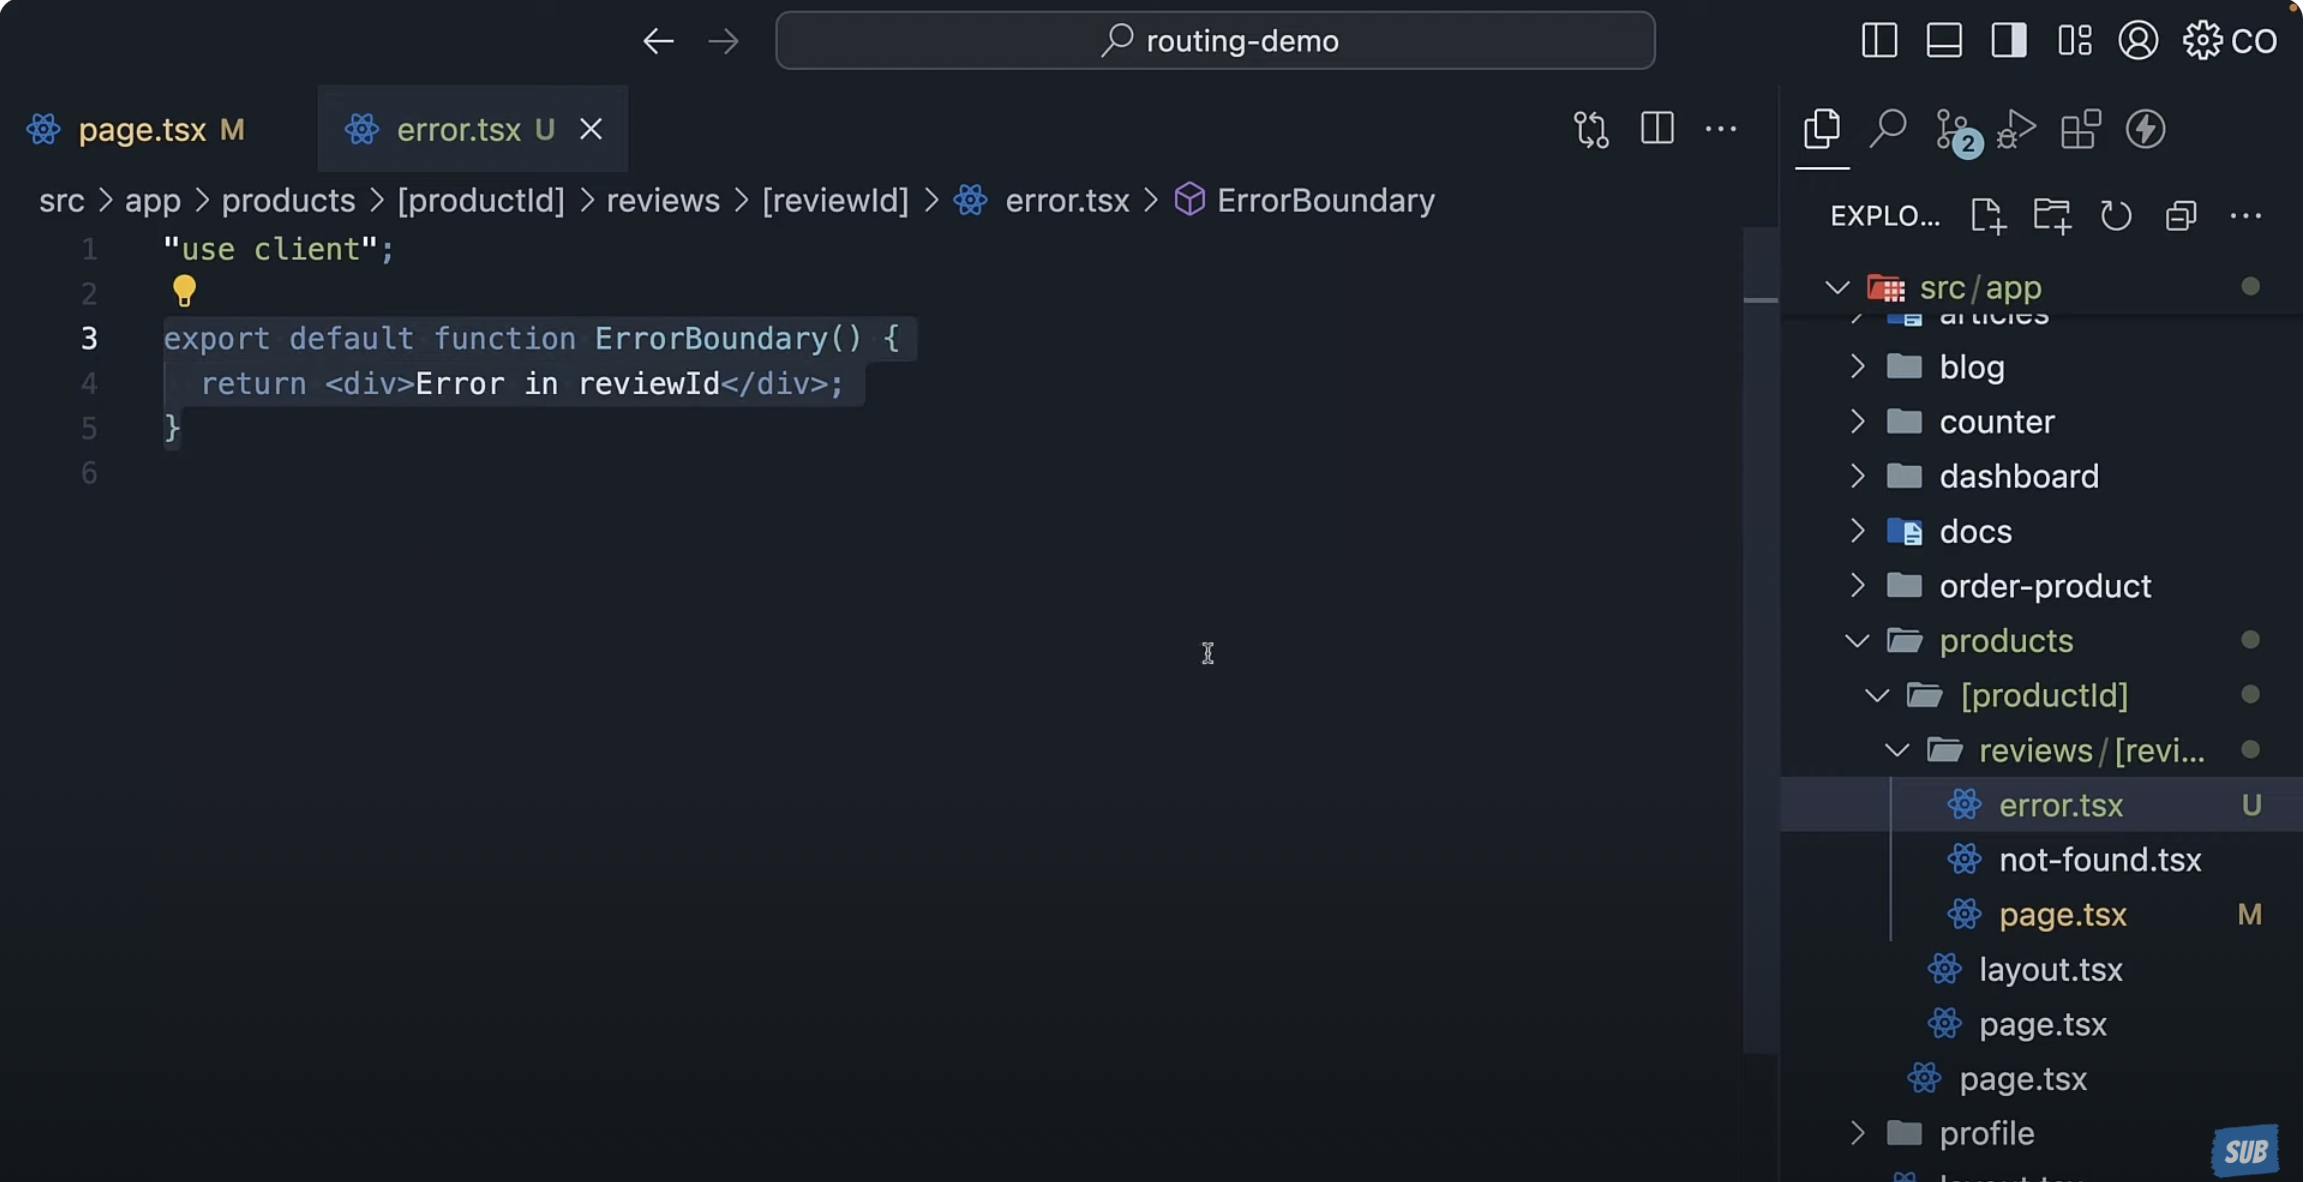 routing-demo
CO
page.tsx M
error.tsx U
2
src > app > products > [productId] > reviews > [reviewId] > error.tsx > ErrorBoundary
EXPLO...
1 "use client";
2
3 export default function ErrorBoundary() {
4 return <div>Error in reviewId</div>;
5 }
6
src/app
articles
blog
counter
dashboard
docs
order-product
products
[productId]
reviews/[revi...
error.tsx U
not-found.tsx
page.tsx M
layout.tsx
page.tsx
page.tsx
profile
layout.tsx
SUB